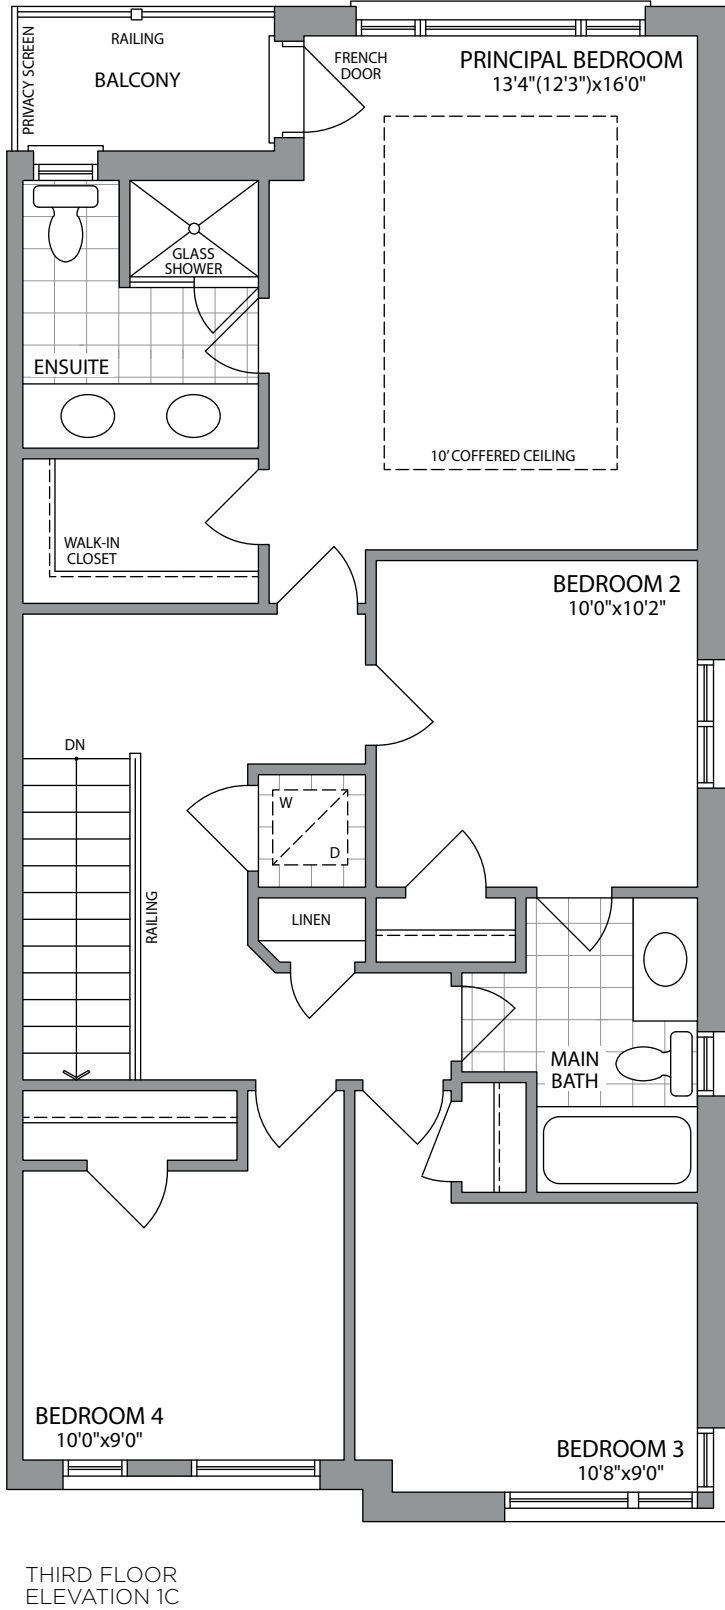 RAILING
PRIVACY SCREEN
BALCONY
FRENCH
DOOR
PRINCIPAL BEDROOM
13'4"(12'3")x16'0"
GLASS
SHOWER
ENSUITE
10' COFFERED CEILING
WALK-IN
CLOSET
BEDROOM 2
10'0"x10'2"
DN
W
D
RAILING
LINEN
MAIN
BATH
BEDROOM 4
10'0"x9'0"
BEDROOM 3
10'8"x9'0"
THIRD FLOOR
ELEVATION 1C